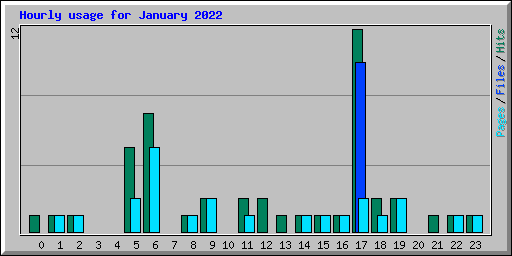 Hourly usage for January 2022
12
Pages/Files/Hits
0 1 2 3 4 5 6 7 8 9 10 11 12 13 14 15 16 17 18 19 20 21 22 23